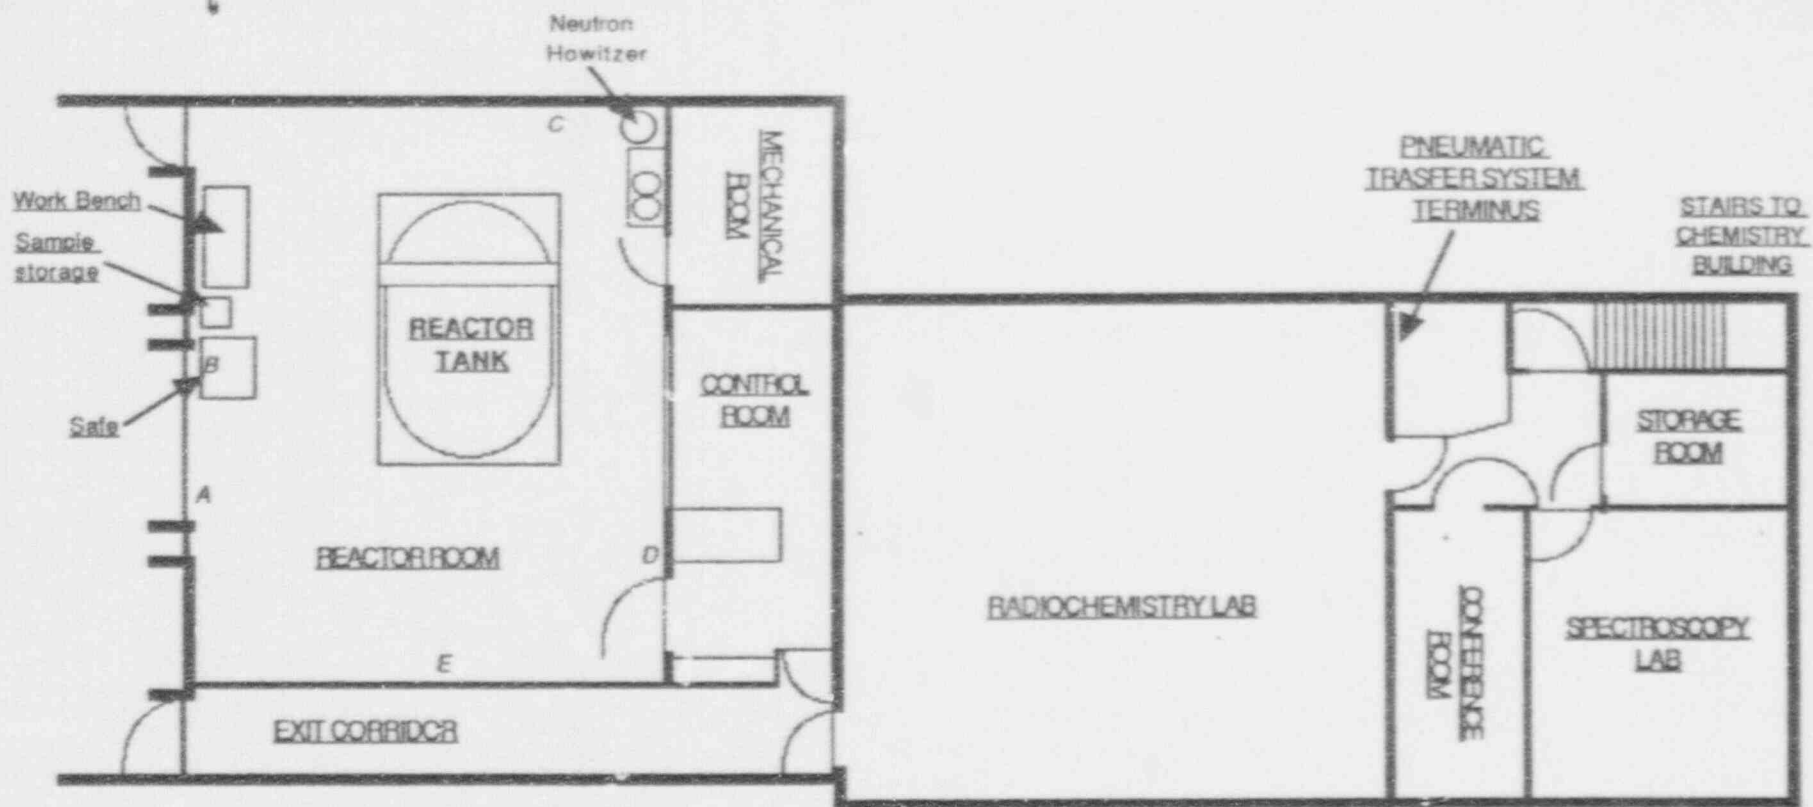 Neutron
Howitzer
C
MECHANICAL
ROOM
PNEUMATIC
TRASFER SYSTEM
TERMINUS
STAIRS TO
CHEMISTRY
BUILDING
Work Bench
Sample
storage
REACTOR
TANK
B
CONTROL
ROOM
Safe
STORAGE
ROOM
A
REACTOR ROOM
D
RADIOCHEMISTRY LAB
CONFERENCE
ROOM
SPECTROSCOPY
LAB
E
EXIT CORRIDOR